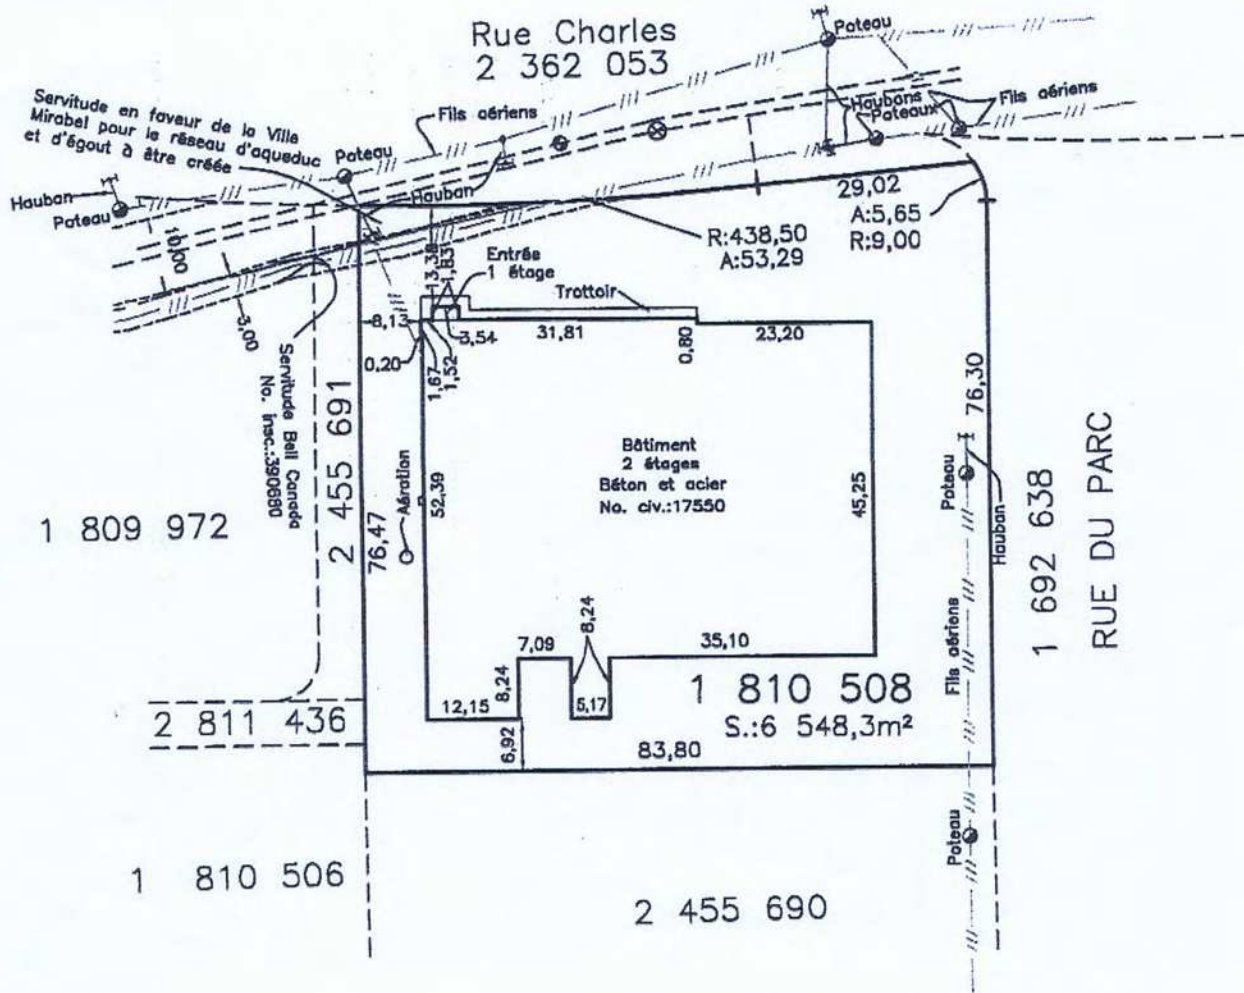 Rue Charles
2 362 053
Poteau
Servitude en faveur de la Ville
Mirabel pour le réseau d'aqueduc
et d'égout à être créée
Fils aériens
Haubans
Poteaux
Fils aériens
Poteau
Hauban
Hauban
Poteau
29,02
A:5,65
R:9,00
R:438,50
A:53,29
10,00
3,00
13,38
1,83
Entrée
1 étage
Trottoir
8,13
3,54
31,81
0,80
23,20
0,20
1,67
1,52
Servitude Bell Canada
No. insc.:390680
2 455 691
76,47
Aération
52,39
Bâtiment
2 étages
Béton et acier
No. civ.:17550
45,25
76,30
Poteau
Hauban
1 692 638
RUE DU PARC
1 809 972
8,24
7,09
35,10
8,24
12,15
5,17
1 810 508
S.:6 548,3m²
Fils aériens
2 811 436
6,92
83,80
Poteau
1 810 506
2 455 690